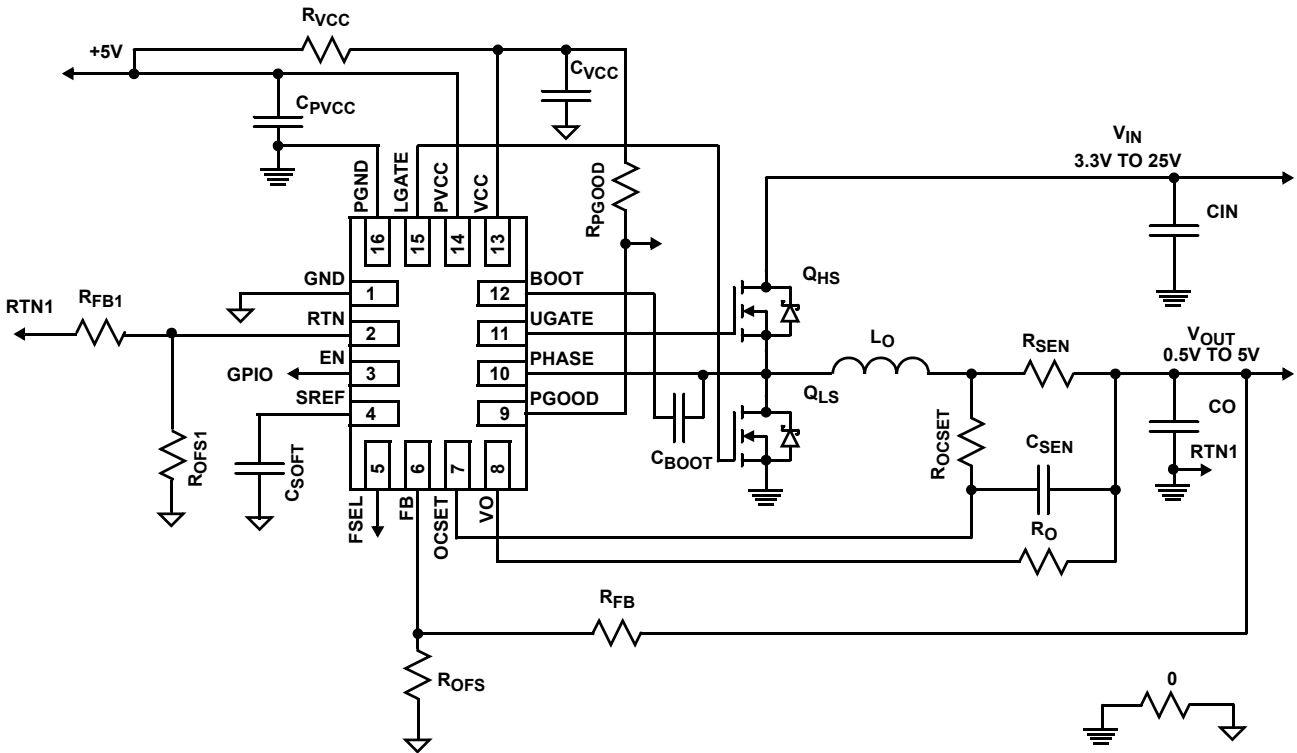 RVCC
+5V
CVCC
CPVCC
VIN
3.3V TO 25V
PGND
LGATE
PVCC
VCC
RPGOOD
CIN
16
15
14
13
GND
1
12
BOOT
QHS
RTN1
RFB1
RTN
2
11
UGATE
VOUT
0.5V TO 5V
LO
RSEN
EN
3
10
PHASE
GPIO
QLS
SREF
4
9
PGOOD
CO
ROCSET
CSEN
RTN1
ROFS1
CSOFT
CBOOT
5
6
7
8
FSEL
FB
OCSET
VO
RO
RFB
ROFS
0